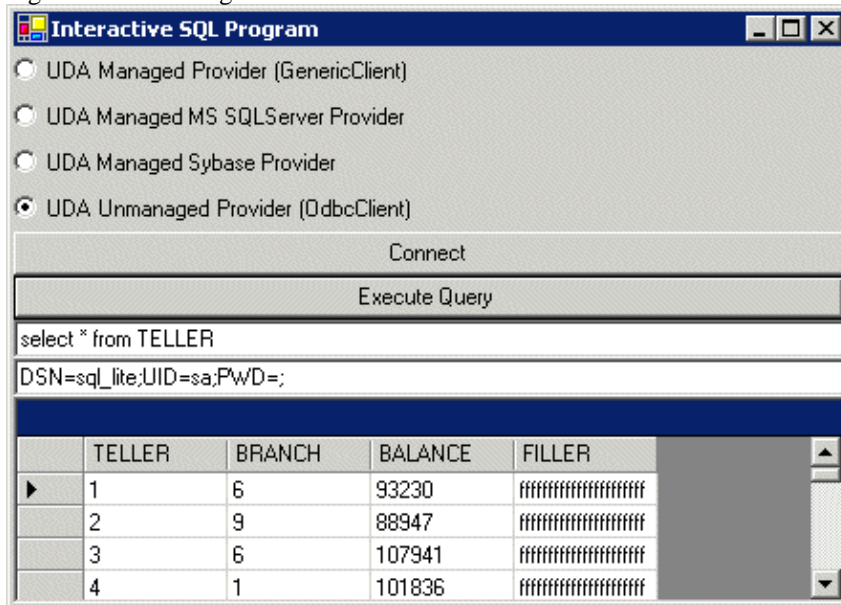 Interactive SQL Program
UDA Managed Provider (GenericClient)
UDA Managed MS SQLServer Provider
UDA Managed Sybase Provider
UDA Unmanaged Provider (OdbcClient)
Connect
Execute Query
select * from TELLER
DSN=sql_lite;UID=sa;PWD=;
TELLER BRANCH BALANCE FILLER
1 6 93230 ffffffffffffffffffffff
2 9 88947 ffffffffffffffffffffff
3 6 107941 ffffffffffffffffffffff
4 1 101836 ffffffffffffffffffffff